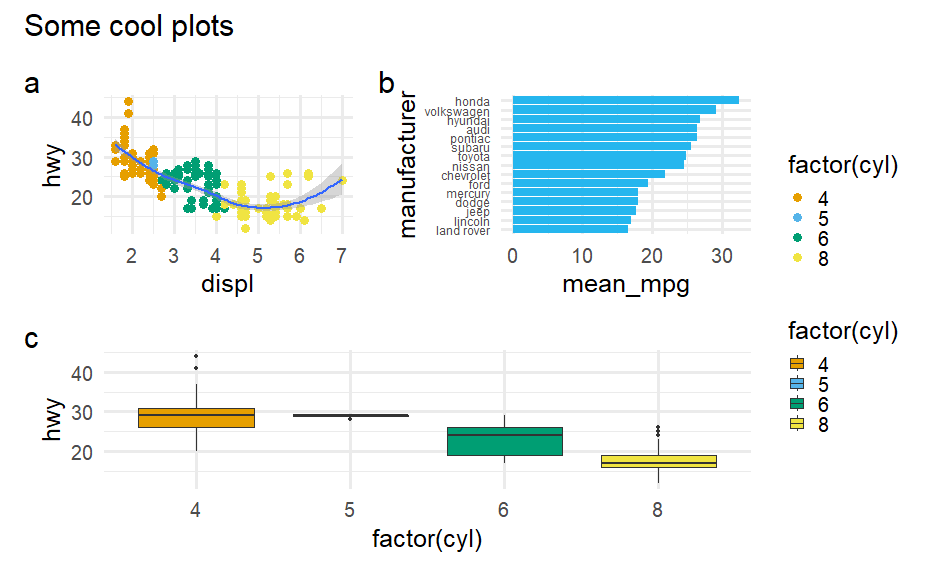 Some cool plots
a
hwy
40
30
20
2 3 4 5 6 7
displ
b
manufacturer
honda
volkswagen
hyundai
audi
pontiac
subaru
toyota
nissan
chevrolet
ford
mercury
dodge
jeep
lincoln
land rover
0 10 20 30
mean_mpg
factor(cyl)
4
5
6
8
c
hwy
40
30
20
4 5 6 8
factor(cyl)
factor(cyl)
4
5
6
8